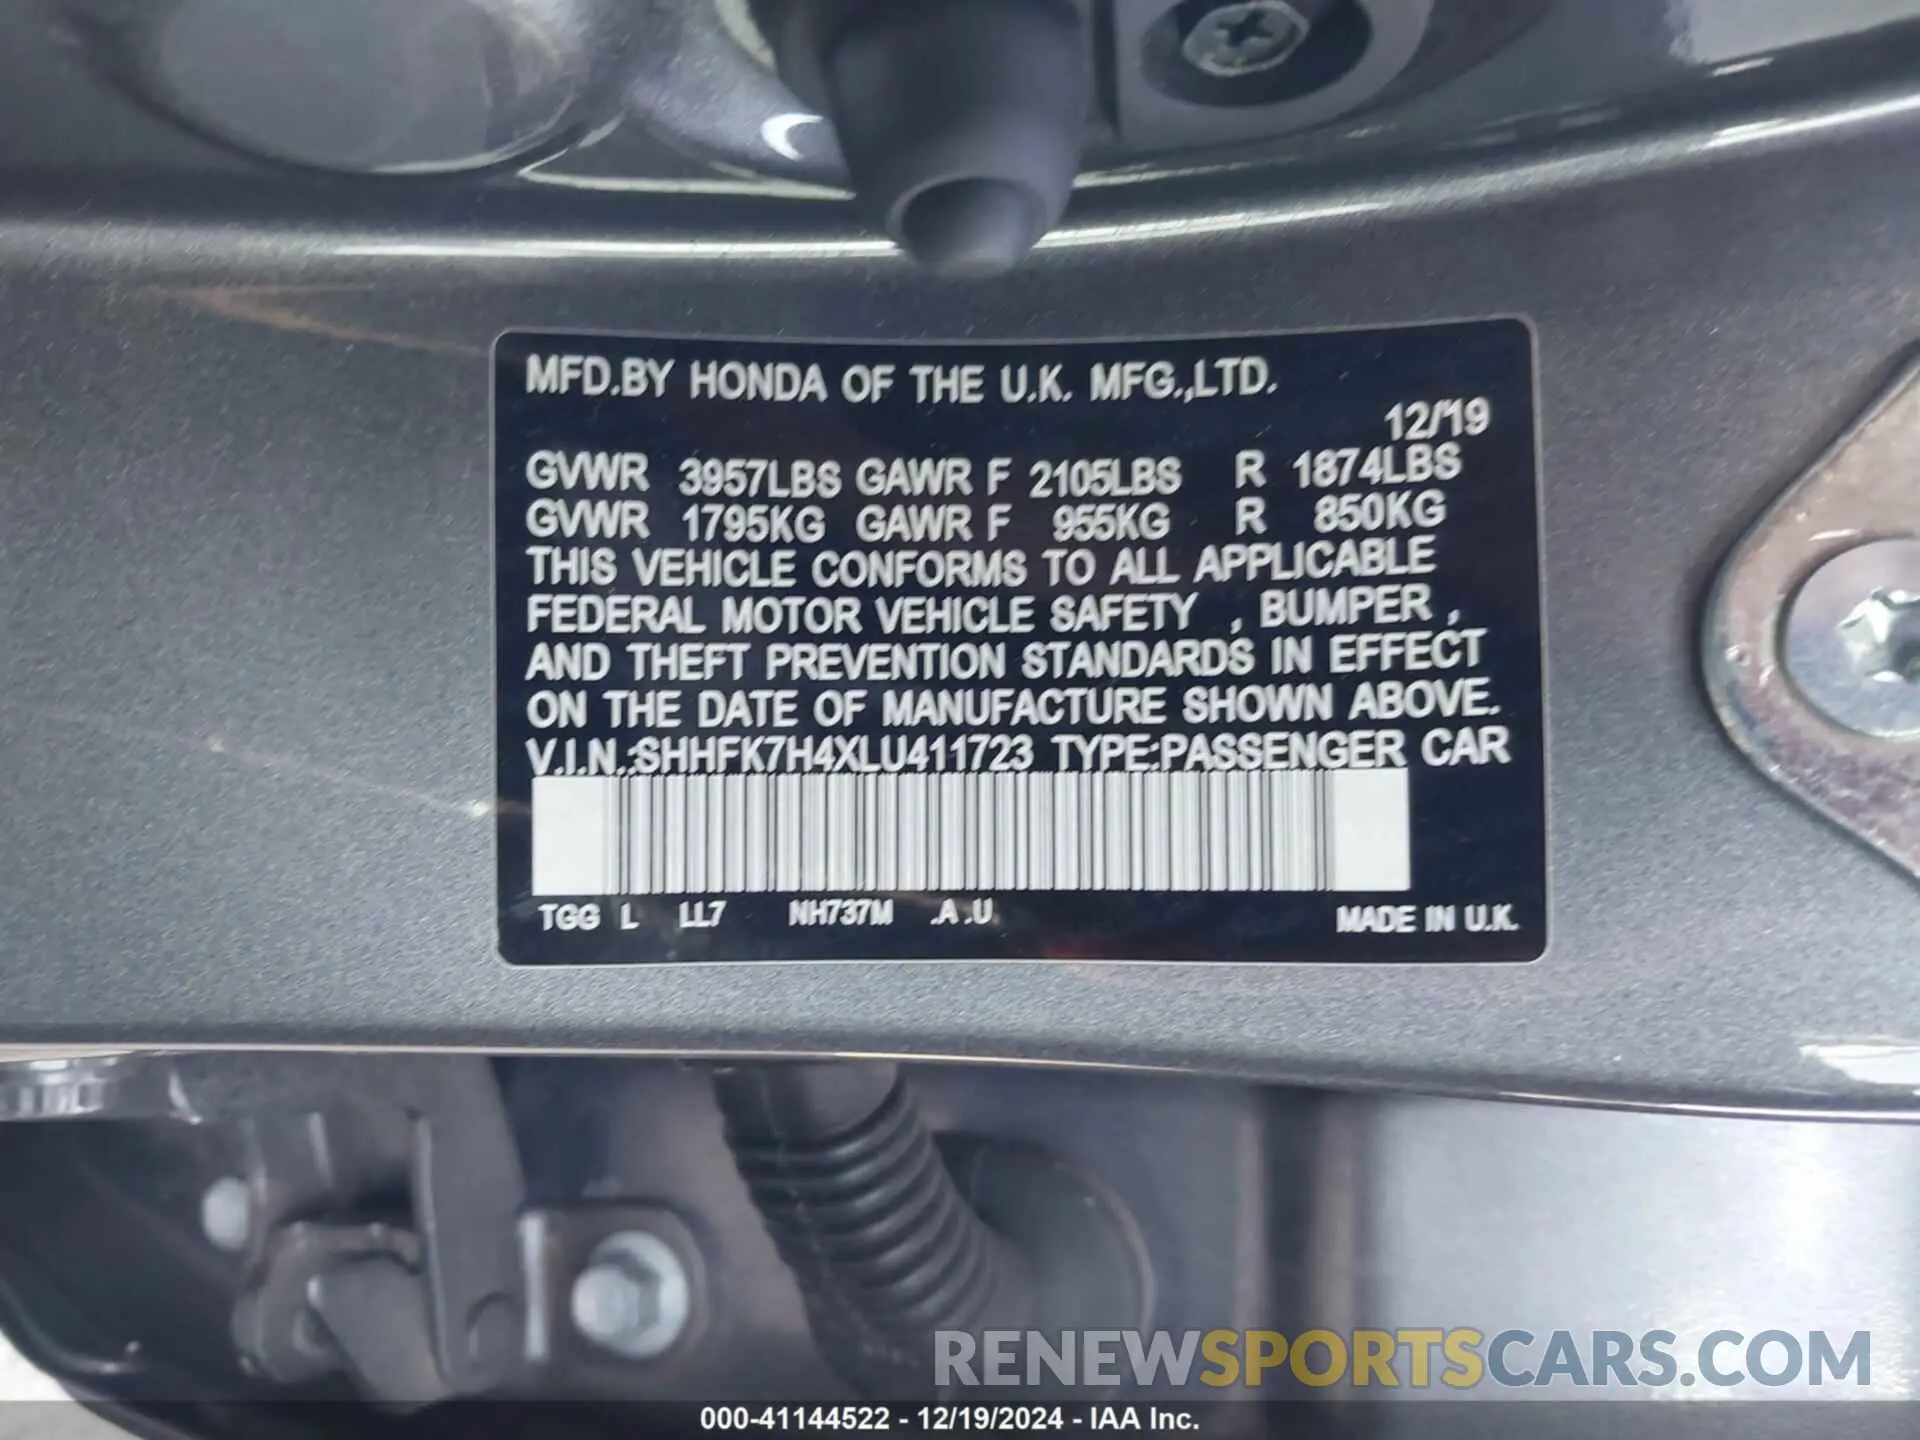 MFD.BY HONDA OF THE U.K. MFG.,LTD.
12/'19
GVWR 3957LBS GAWR F 2105LBS R 1874LBS
GVWR 1795KG GAWR F 955KG R 850KG
THIS VEHICLE CONFORMS TO ALL APPLICABLE
FEDERAL MOTOR VEHICLE SAFETY , BUMPER ,
AND THEFT PREVENTION STANDARDS IN EFFECT
ON THE DATE OF MANUFACTURE SHOWN ABOVE.
V.I.N.:SHHFK7H4XLU411723 TYPE:PASSENGER CAR
TGG L LL7 NH737M .A .U MADE IN U.K.
RENEWSPORTSCARS.COM
000-41144522 - 12/19/2024 - IAA Inc.